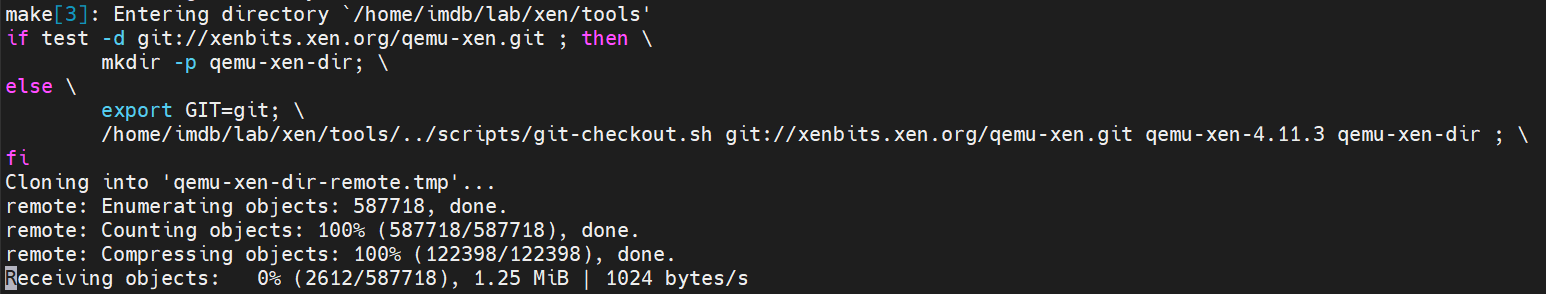 make[3]: Entering directory `/home/imdb/lab/xen/tools'
if test -d git://xenbits.xen.org/qemu-xen.git ; then \
        mkdir -p qemu-xen-dir; \
else \
        export GIT=git; \
        /home/imdb/lab/xen/tools/../scripts/git-checkout.sh git://xenbits.xen.org/qemu-xen.git qemu-xen-4.11.3 qemu-xen-dir ; \
fi
Cloning into 'qemu-xen-dir-remote.tmp'...
remote: Enumerating objects: 587718, done.
remote: Counting objects: 100% (587718/587718), done.
remote: Compressing objects: 100% (122398/122398), done.
Receiving objects:   0% (2612/587718), 1.25 MiB | 1024 bytes/s